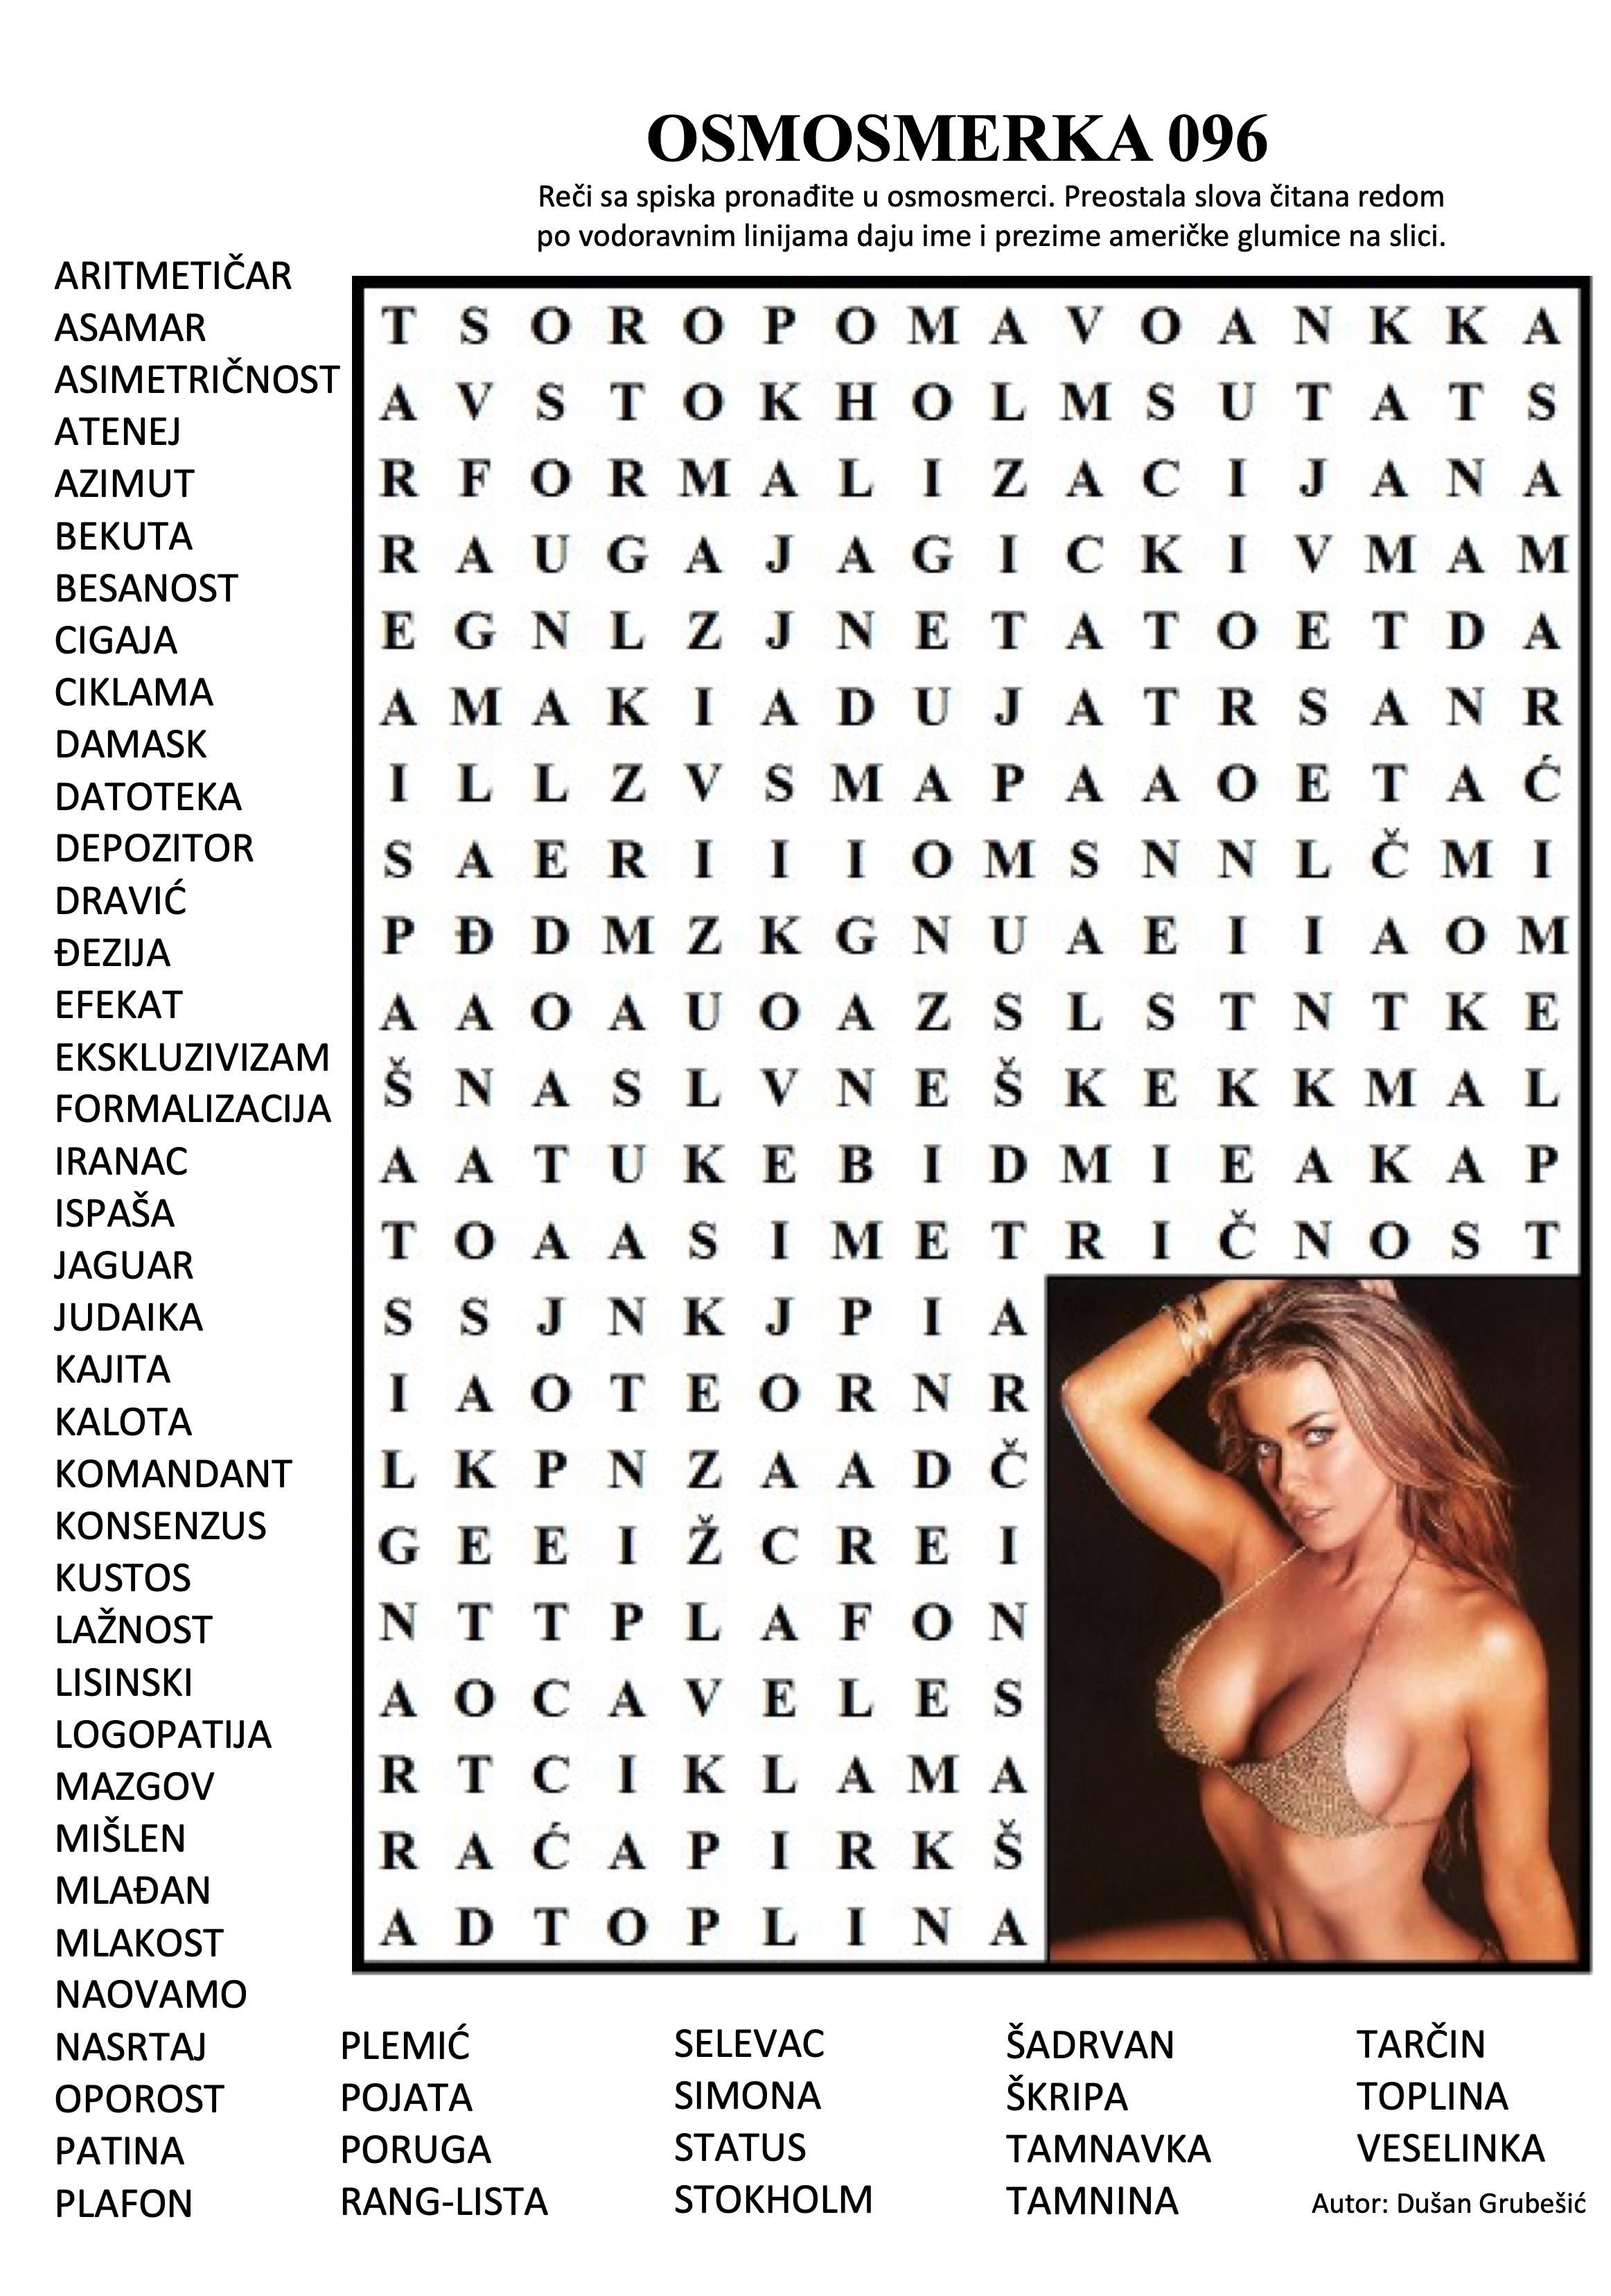 OSMOSMERKA 096
Reči sa spiska pronađite u osmosmerci. Preostala slova čitana redom
po vodoravnim linijama daju ime i prezime američke glumice na slici.
ARITMETIČAR
ASAMAR
ASIMETRIČNOST
ATENEJ
AZIMUT
BEKUTA
BESANOST
CIGAJA
CIKLAMA
DAMASK
DATOTEKA
DEPOZITOR
DRAVIĆ
ĐEZIJA
EFEKAT
EKSKLUZIVIZAM
FORMALIZACIJA
IRANAC
ISPAŠA
JAGUAR
JUDAIKA
KAJITA
KALOTA
KOMANDANT
KONSENZUS
KUSTOS
LAŽNOST
LISINSKI
LOGOPATIJA
MAZGOV
MIŠLEN
MLAĐAN
MLAKOST
NAOVAMO
NASRTAJ
OPOROST
PATINA
PLAFON
T S O R O P O M A V O A N K K A
A V S T O K H O L M S U T A T S
R F O R M A L I Z A C I J A N A
R A U G A J A G I C K I V M A M
E G N L Z J N E T A T O E T D A
A M A K I A D U J A T R S A N R
I L L Z V S M A P A A O E T A Ć
S A E R I I I O M S N N L Č M I
P Đ D M Z K G N U A E I I A O M
A A O A U O A Z S L S T N T K E
Š N A S L V N E Š K E K K M A L
A A T U K E B I D M I E A K A P
T O A A S I M E T R I Č N O S T
S S J N K J P I A
I A O T E O R N R
L K P N Z A A D Č
G E E I Ž C R E I
N T T P L A F O N
A O C A V E L E S
R T C I K L A M A
R A Ć A P I R K Š
A D T O P L I N A
PLEMIĆ
POJATA
PORUGA
RANG-LISTA
SELEVAC
SIMONA
STATUS
STOKHOLM
ŠADRVAN
ŠKRIPA
TAMNAVKA
TAMNINA
TARČIN
TOPLINA
VESELINKA
Autor: Dušan Grubešić